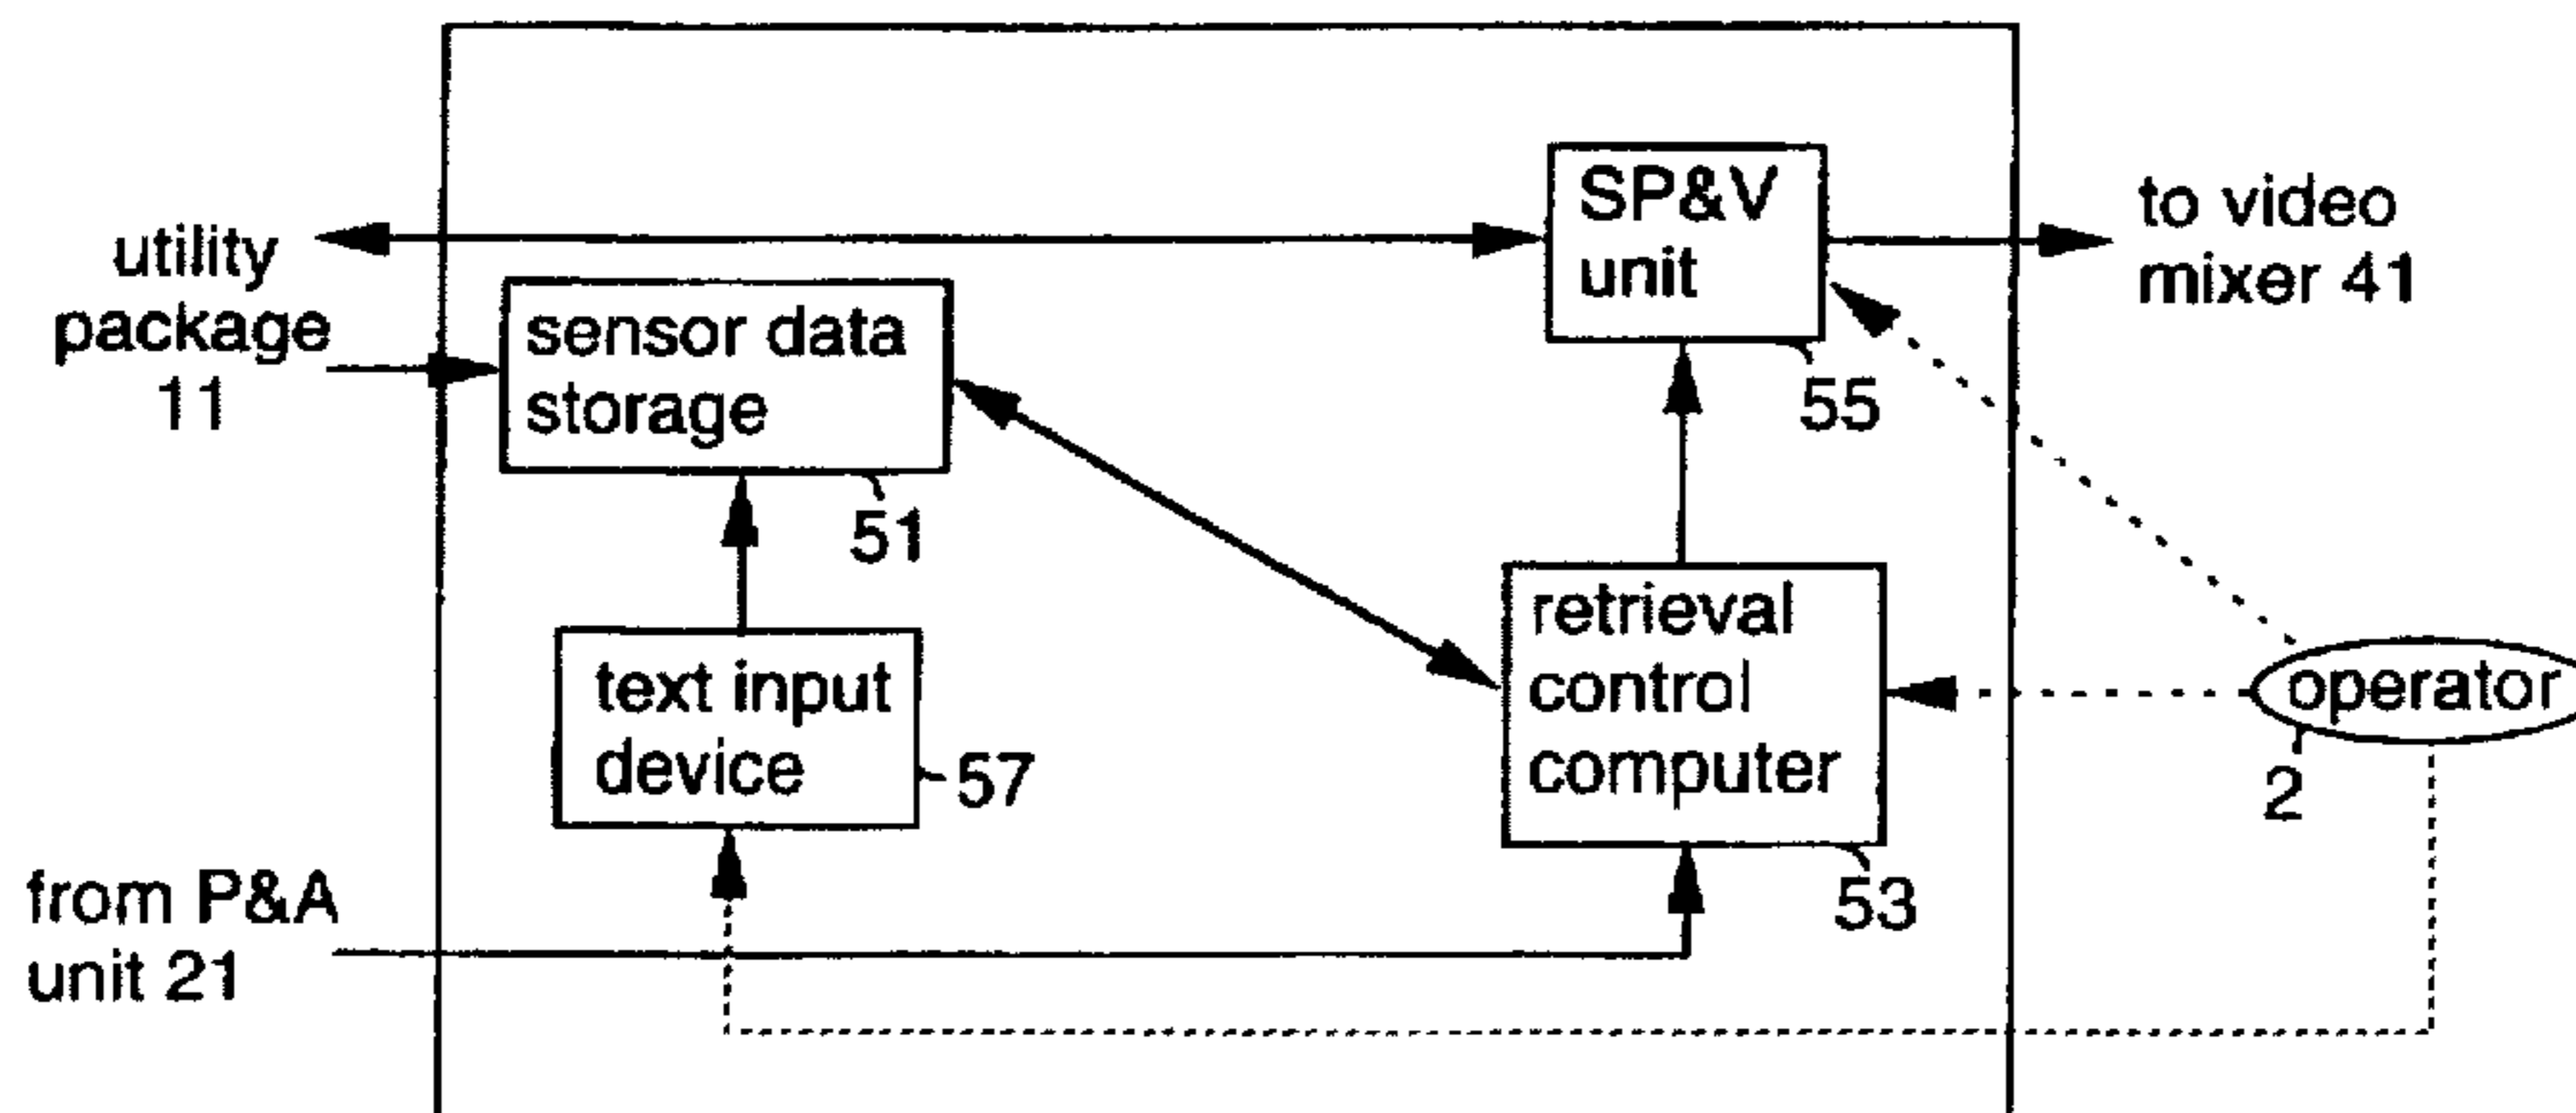 utility
package
11
sensor data
storage
51
SP&V
unit
55
to video
mixer 41
text input
device
57
retrieval
control
computer
53
operator
2
from P&A
unit 21